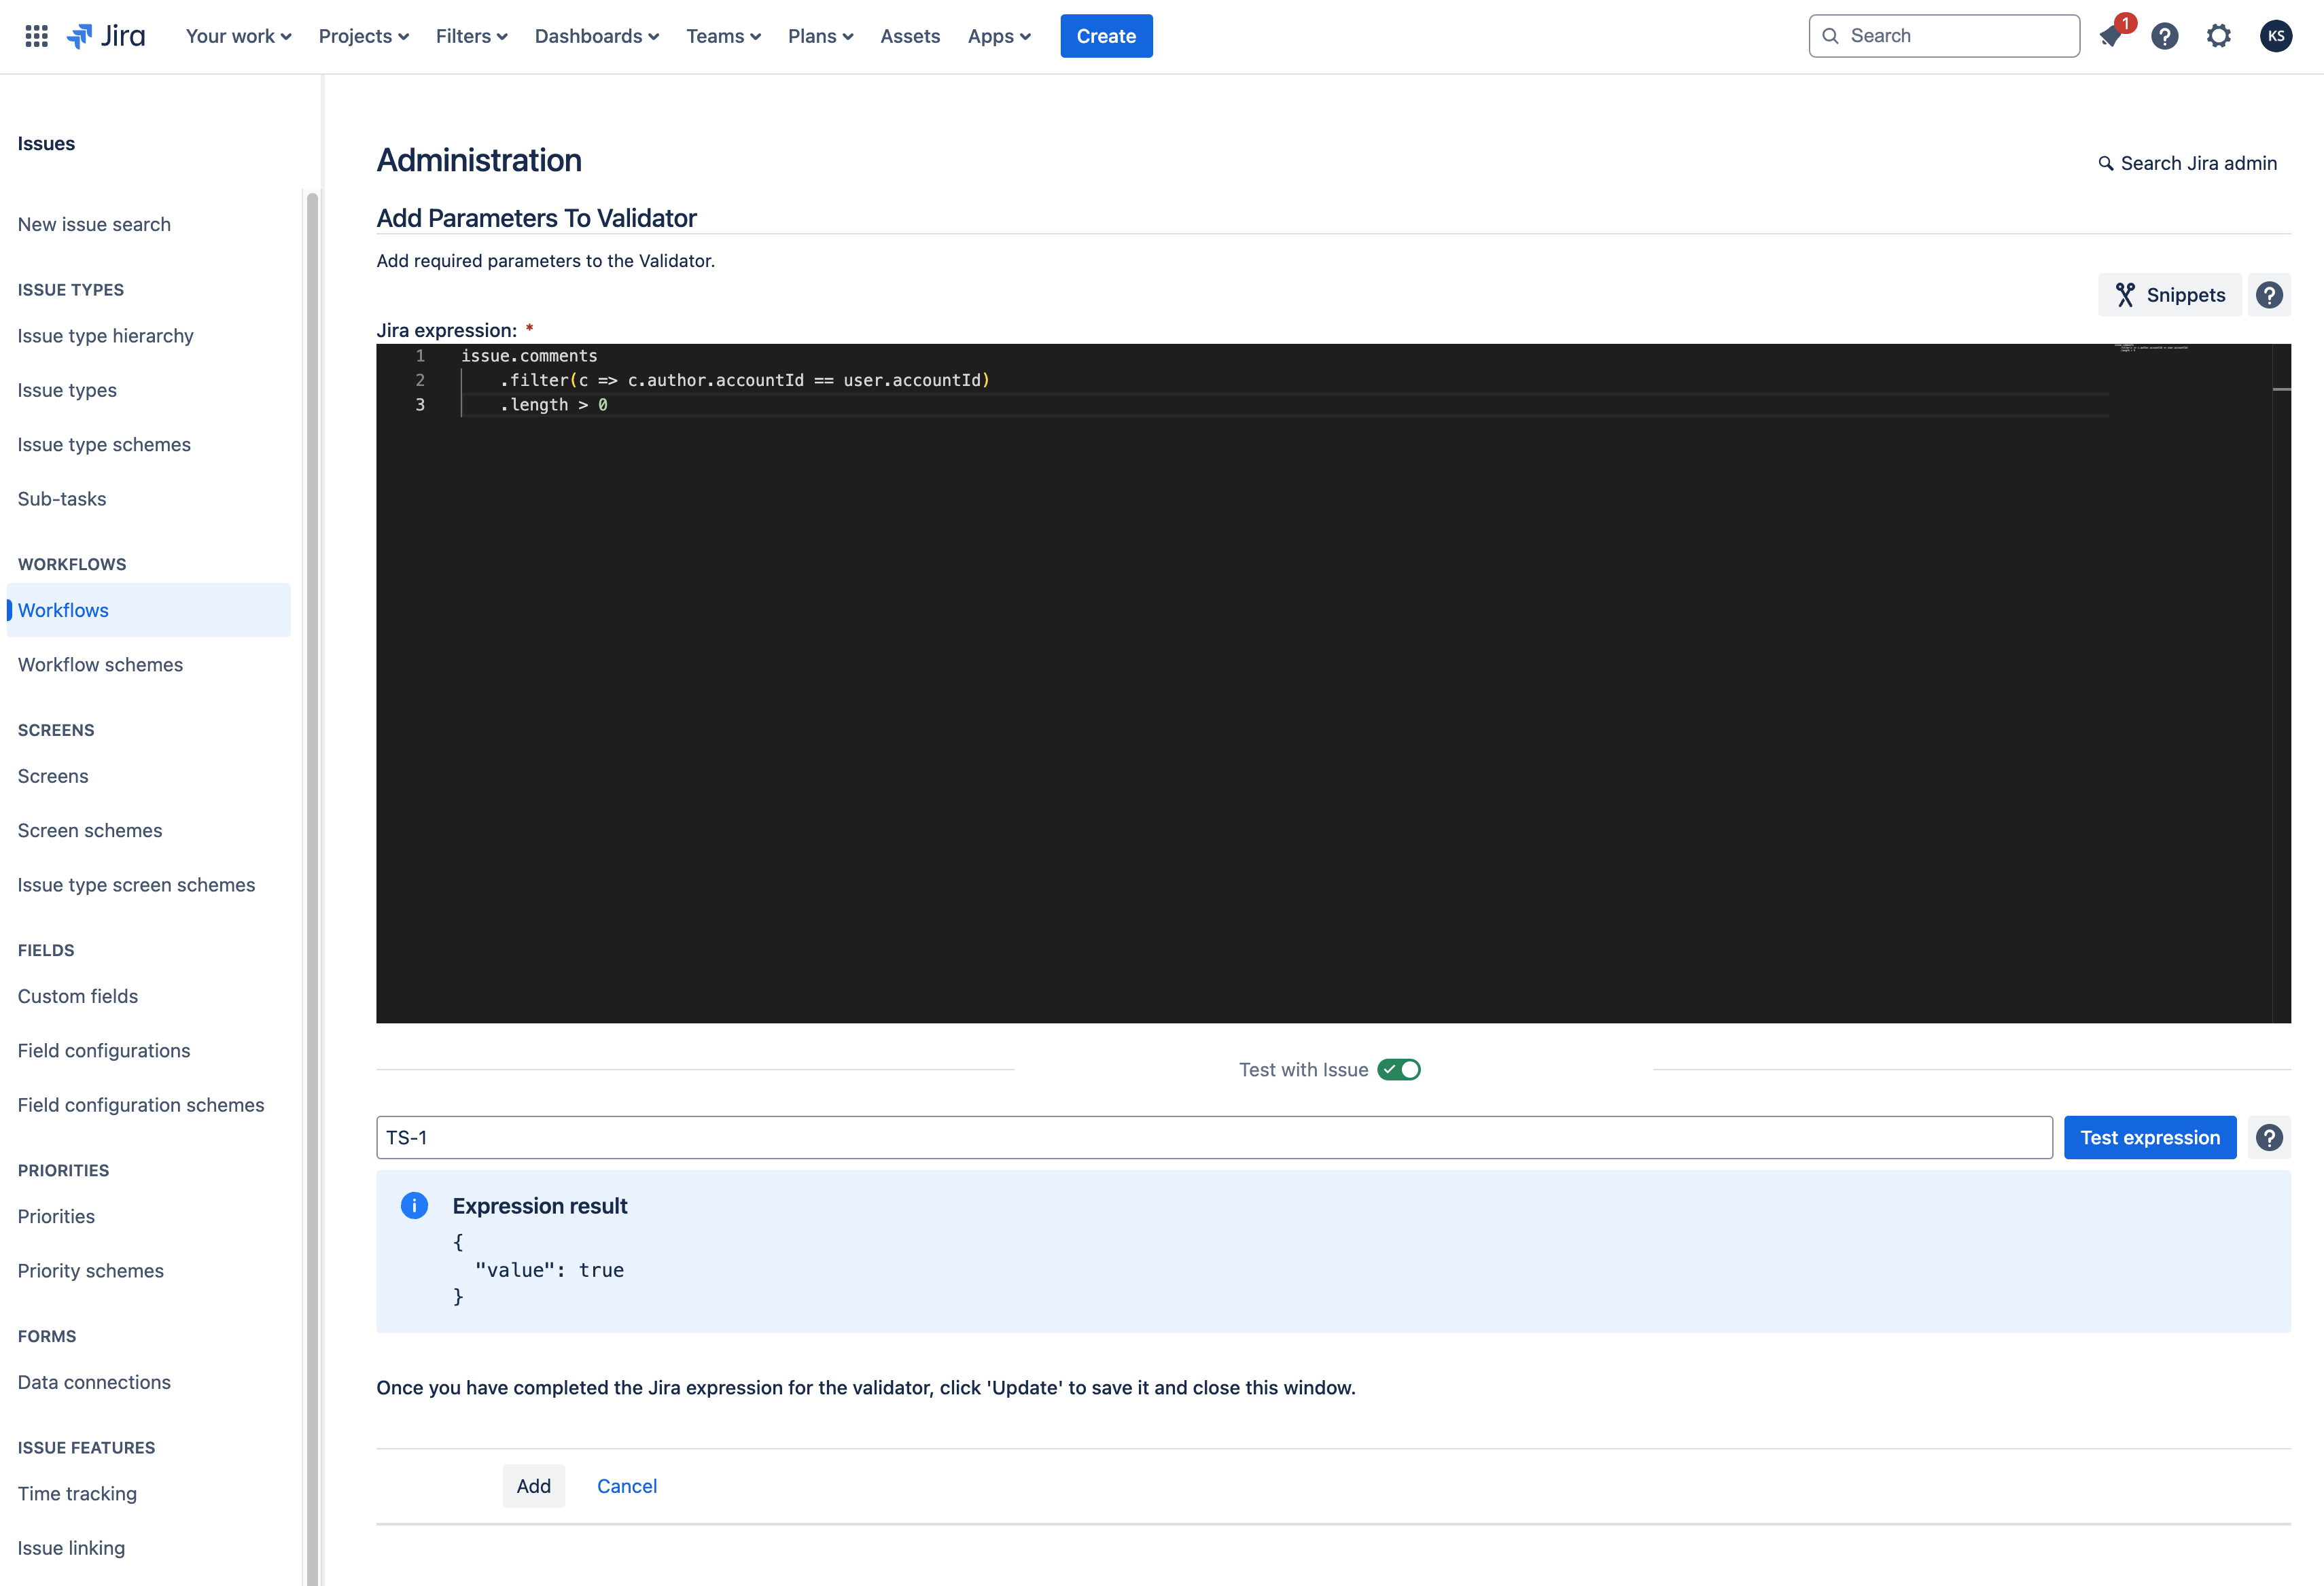 Jira
Your work
Projects
Filters
Dashboards
Teams
Plans
Assets
Apps
Create
Search
1
KS
Issues
New issue search
ISSUE TYPES
Issue type hierarchy
Issue types
Issue type schemes
Sub-tasks
WORKFLOWS
Workflows
Workflow schemes
SCREENS
Screens
Screen schemes
Issue type screen schemes
FIELDS
Custom fields
Field configurations
Field configuration schemes
PRIORITIES
Priorities
Priority schemes
FORMS
Data connections
ISSUE FEATURES
Time tracking
Issue linking
Administration
Search Jira admin
Add Parameters To Validator
Add required parameters to the Validator.
Snippets
Jira expression: *
1 issue.comments
2 .filter(c => c.author.accountId == user.accountId)
3 .length > 0
Test with Issue
TS-1
Test expression
Expression result
{
"value": true
}
Once you have completed the Jira expression for the validator, click 'Update' to save it and close this window.
Add
Cancel